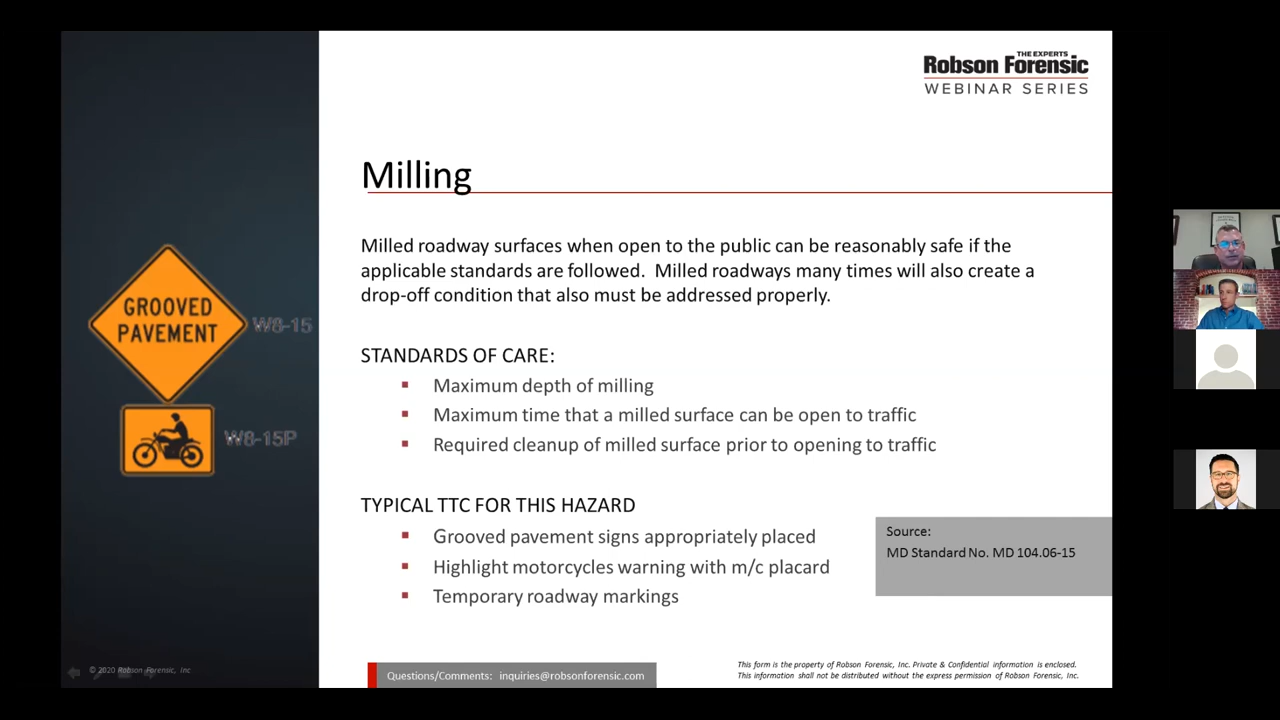 THE EXPERTS
Robson Forensic
WEBINAR SERIES
Milling
Milled roadway surfaces when open to the public can be reasonably safe if the
applicable standards are followed. Milled roadways many times will also create a
drop-off condition that also must be addressed properly.
GROOVED
PAVEMENT
W8-15
W8-15P
STANDARDS OF CARE:
▪ Maximum depth of milling
▪ Maximum time that a milled surface can be open to traffic
▪ Required cleanup of milled surface prior to opening to traffic
TYPICAL TTC FOR THIS HAZARD
▪ Grooved pavement signs appropriately placed
▪ Highlight motorcycles warning with m/c placard
▪ Temporary roadway markings
Source:
MD Standard No. MD 104.06-15
© 2020 Robson Forensic, Inc
Questions/Comments: inquiries@robsonforensic.com
This form is the property of Robson Forensic, Inc. Private & Confidential information is enclosed.
This information shall not be distributed without the express permission of Robson Forensic, Inc.